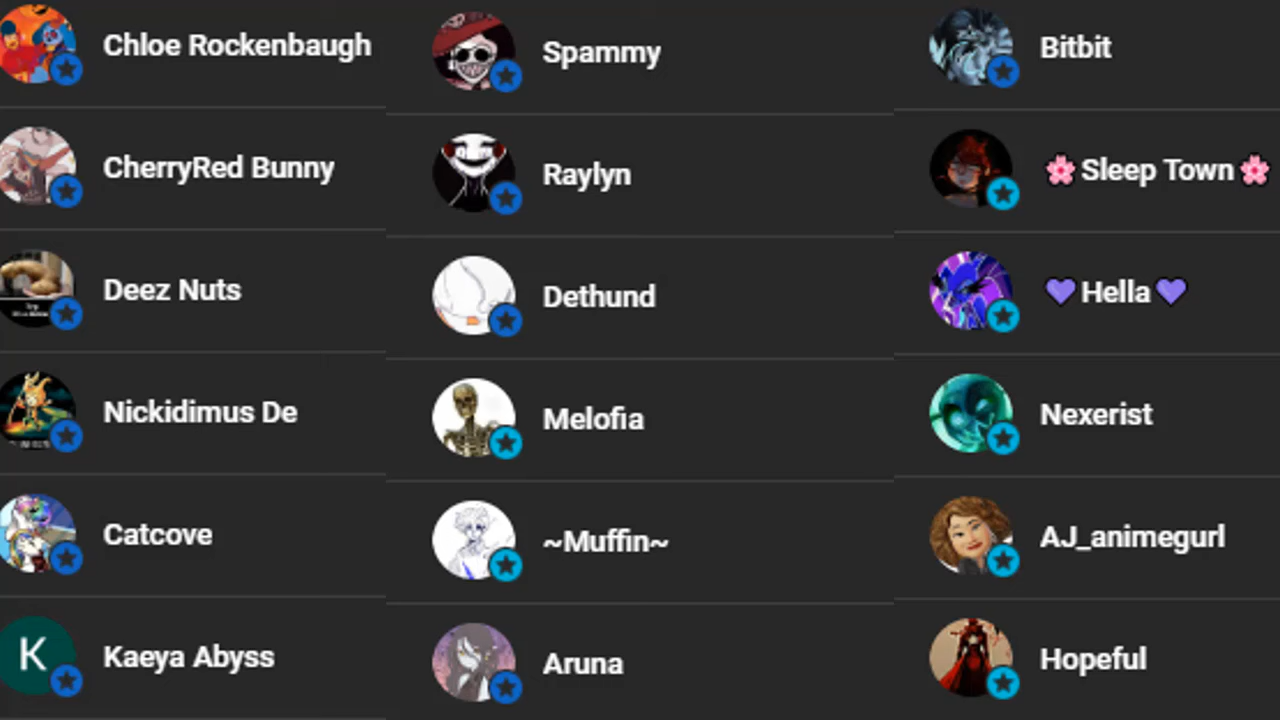 Chloe Rockenbaugh
CherryRed Bunny
Deez Nuts
Nickidimus De
Catcove
K
Kaeya Abyss
Spammy
Raylyn
Dethund
Melofia
~Muffin~
Aruna
Bitbit
🌸Sleep Town🌸
💜Hella💜
Nexerist
AJ_animegurl
Hopeful